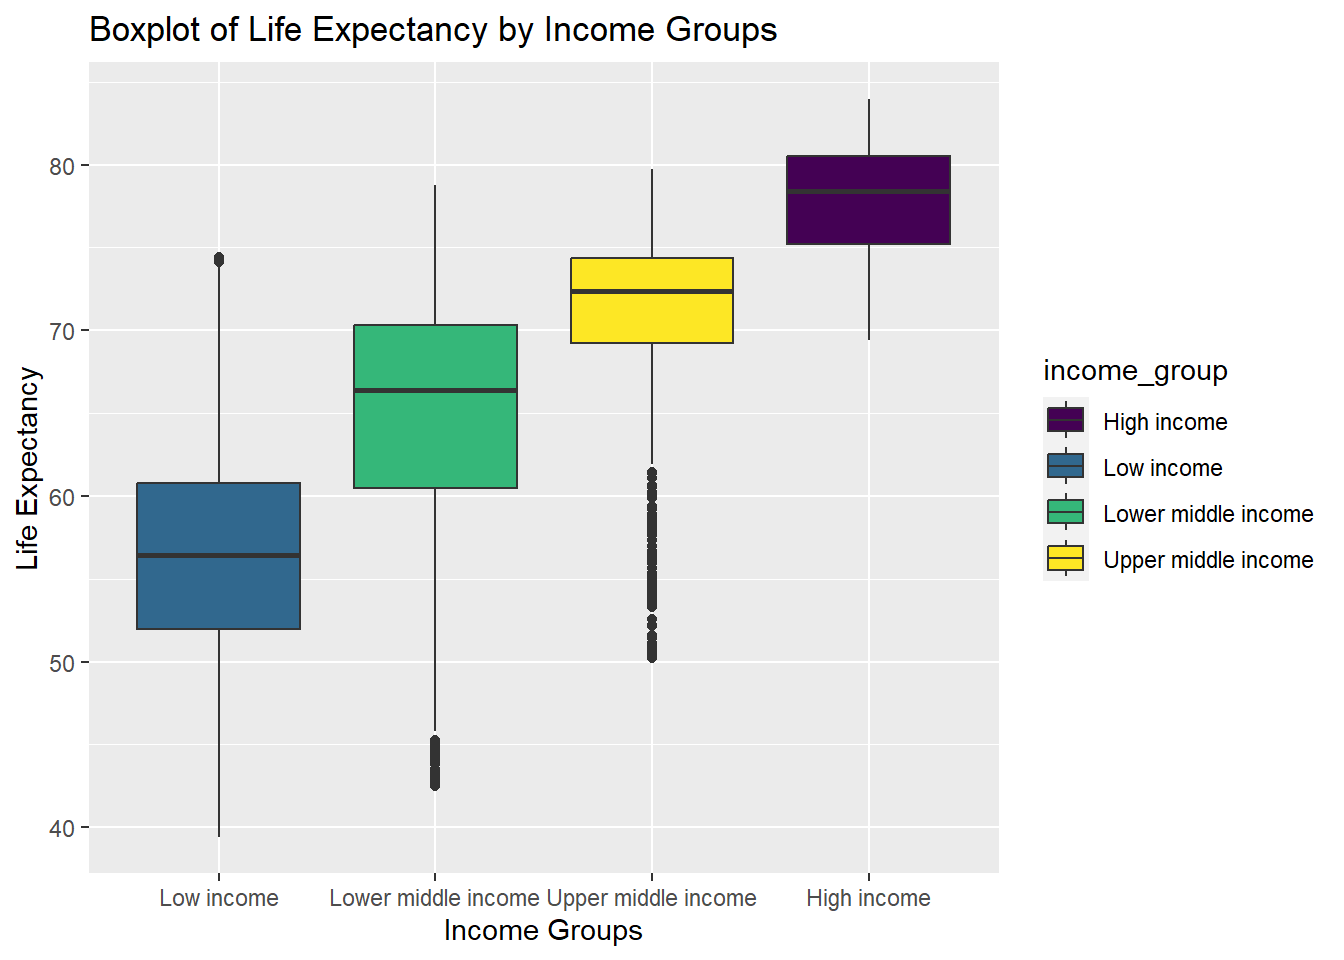 Boxplot of Life Expectancy by Income Groups
Life Expectancy
80
70
60
50
40
Low income
Lower middle income
Upper middle income
High income
Income Groups
income_group
High income
Low income
Lower middle income
Upper middle income